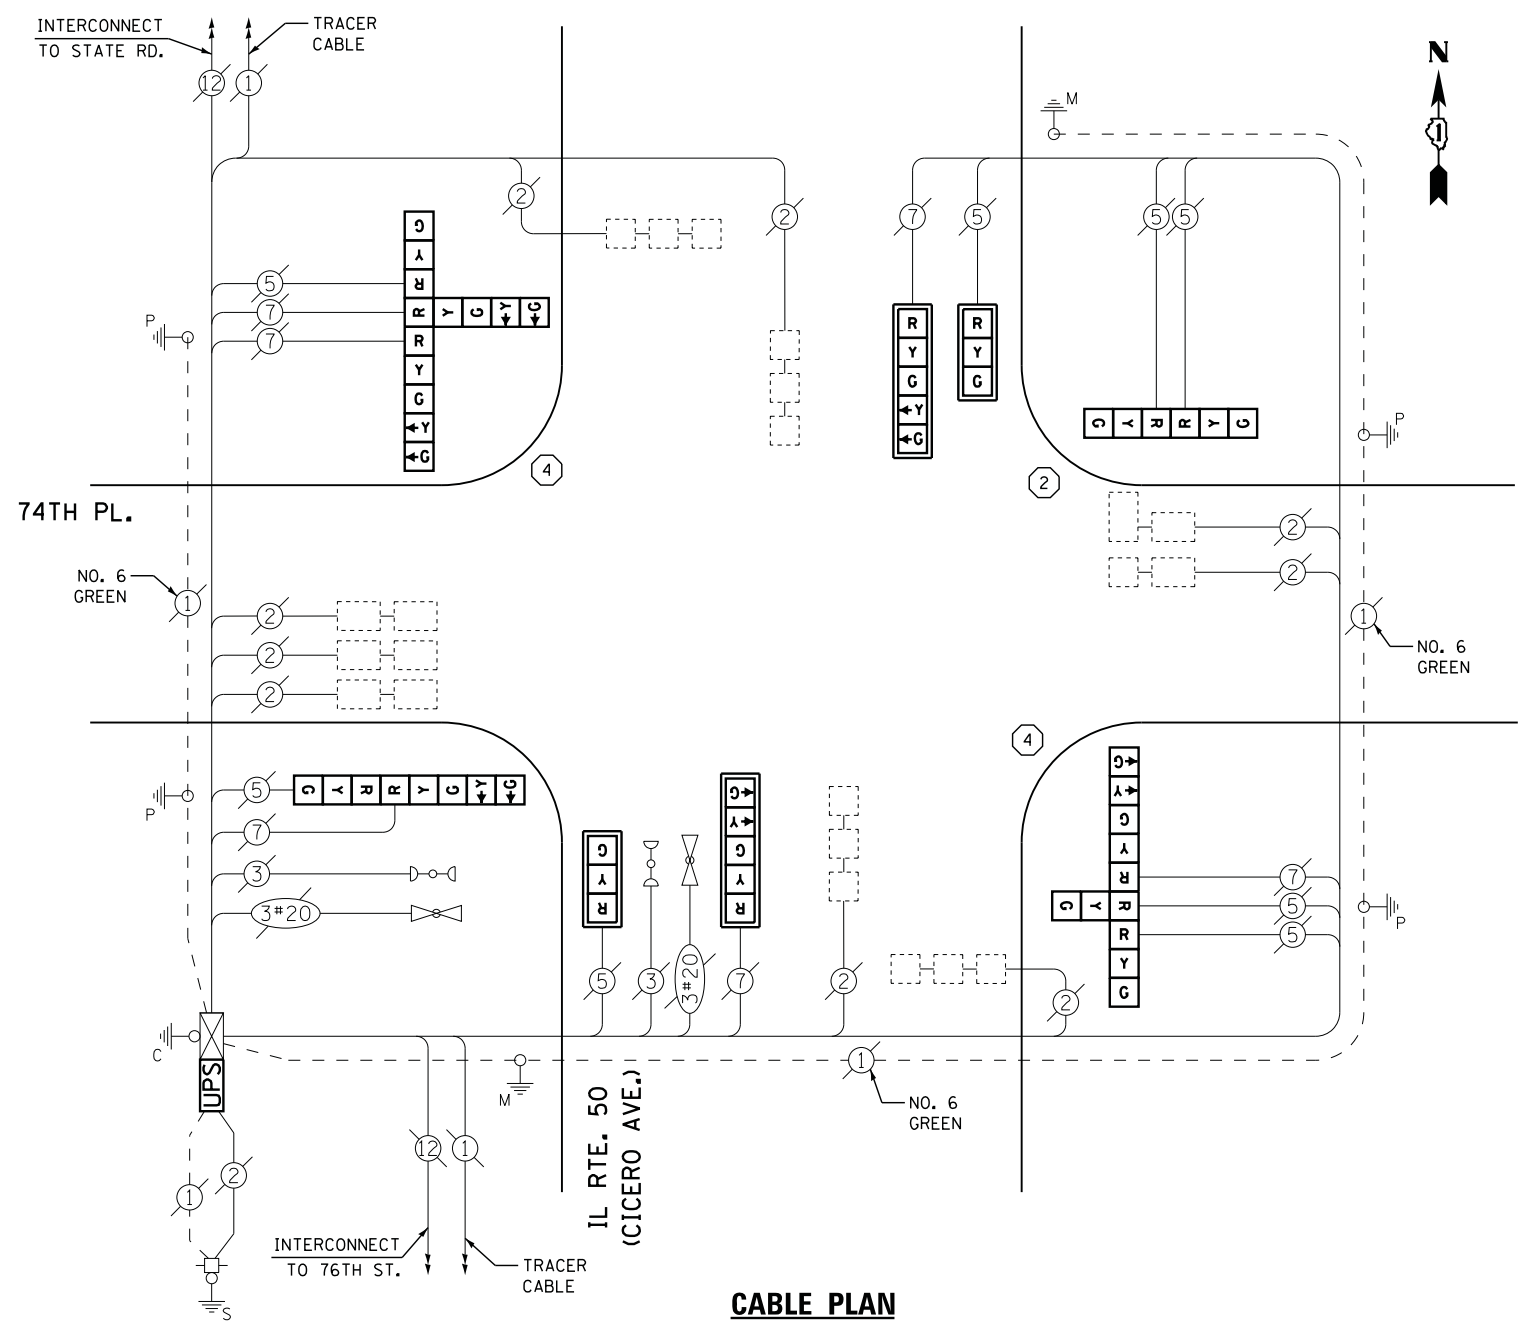 INTERCONNECT
TO STATE RD.
TRACER
CABLE
12
1
N
1
M
2
2
7
5
5
5
G
Y
R
R Y G Y G
R
Y
G
Y
G
5
7
7
P
R
Y
G
Y
G
R
Y
G
G Y R R Y G
P
4
2
74TH PL.
NO. 6
GREEN
1
2
2
2
2
2
1
NO. 6
GREEN
4
P
5
G Y R R Y G Y G
7
3
3#20
G
Y
R
G
Y
G
Y
R
5
3
3#20
7
2
2
G
Y
G
Y
R
G Y R
R
Y
G
7
5
5
P
C
UPS
M
1
NO. 6
GREEN
IL RTE. 50
(CICERO AVE.)
12
1
1
2
INTERCONNECT
TO 76TH ST.
TRACER
CABLE
S
CABLE PLAN